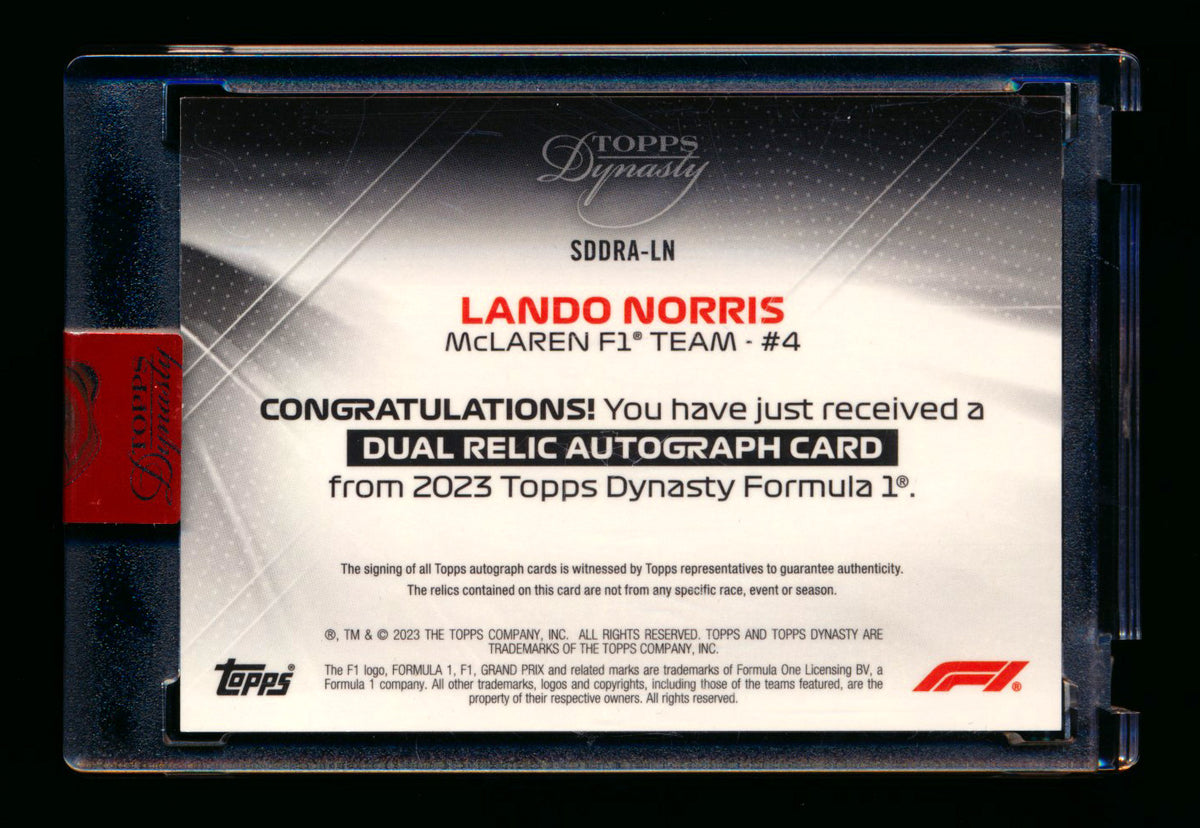 TOPPS
Dynasty
SDDRA-LN
LANDO NORRIS
McLAREN F1® TEAM - #4
CONGRATULATIONS! You have just received a
DUAL RELIC AUTOGRAPH CARD
from 2023 Topps Dynasty Formula 1®.
The signing of all Topps autograph cards is witnessed by Topps representatives to guarantee authenticity.
The relics contained on this card are not from any specific race, event or season.
®, TM & © 2023 THE TOPPS COMPANY, INC. ALL RIGHTS RESERVED. TOPPS AND TOPPS DYNASTY ARE
TRADEMARKS OF THE TOPPS COMPANY, INC.
The F1 logo, FORMULA 1, F1, GRAND PRIX and related marks are trademarks of Formula One Licensing BV, a
Formula 1 company. All other trademarks, logos and copyrights, including those of the teams featured, are the
property of their respective owners. All rights reserved.
topps®
F1®
TOPPS
Dynasty